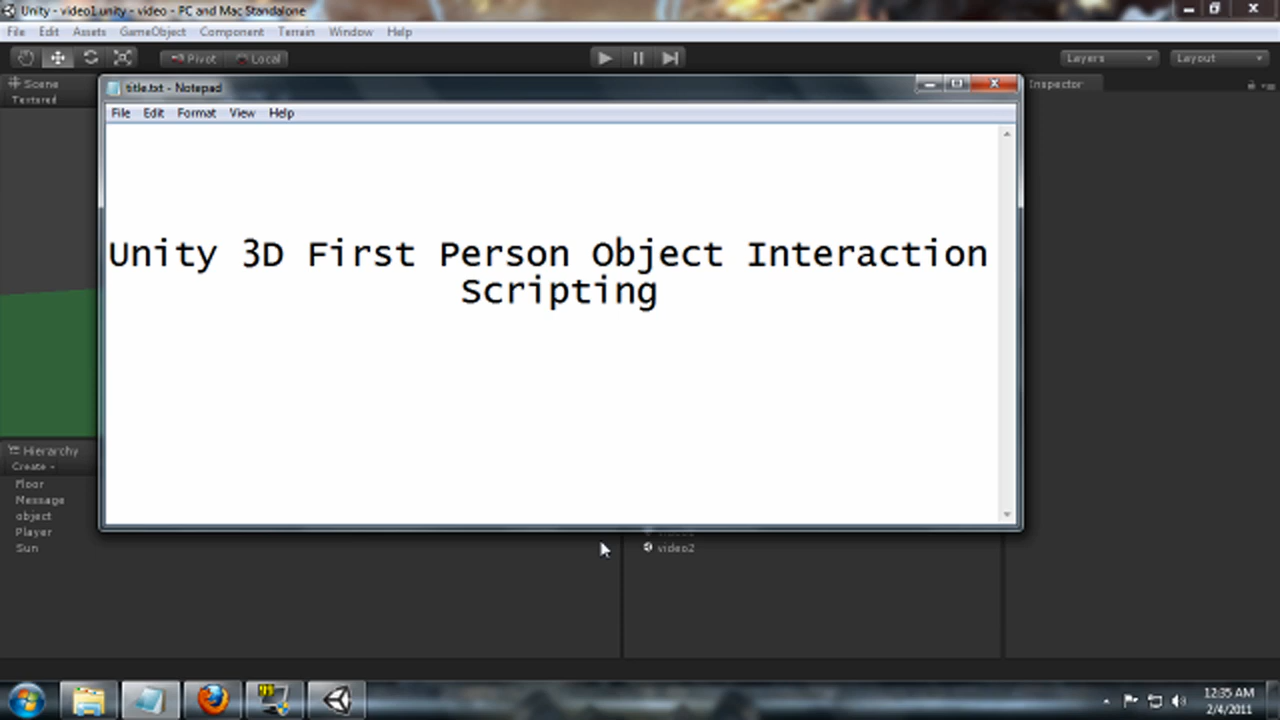 Unity - video1.unity - video - PC and Mac Standalone
File Edit Assets GameObject Component Terrain Window Help
Pivot Local Layers Layout
Scene
Textured
Inspector
title.txt - Notepad
File Edit Format View Help
Unity 3D First Person Object Interaction
Scripting
Hierarchy
Create
Floor
Message
object
Player
Sun
video2
12:35 AM
2/4/2011